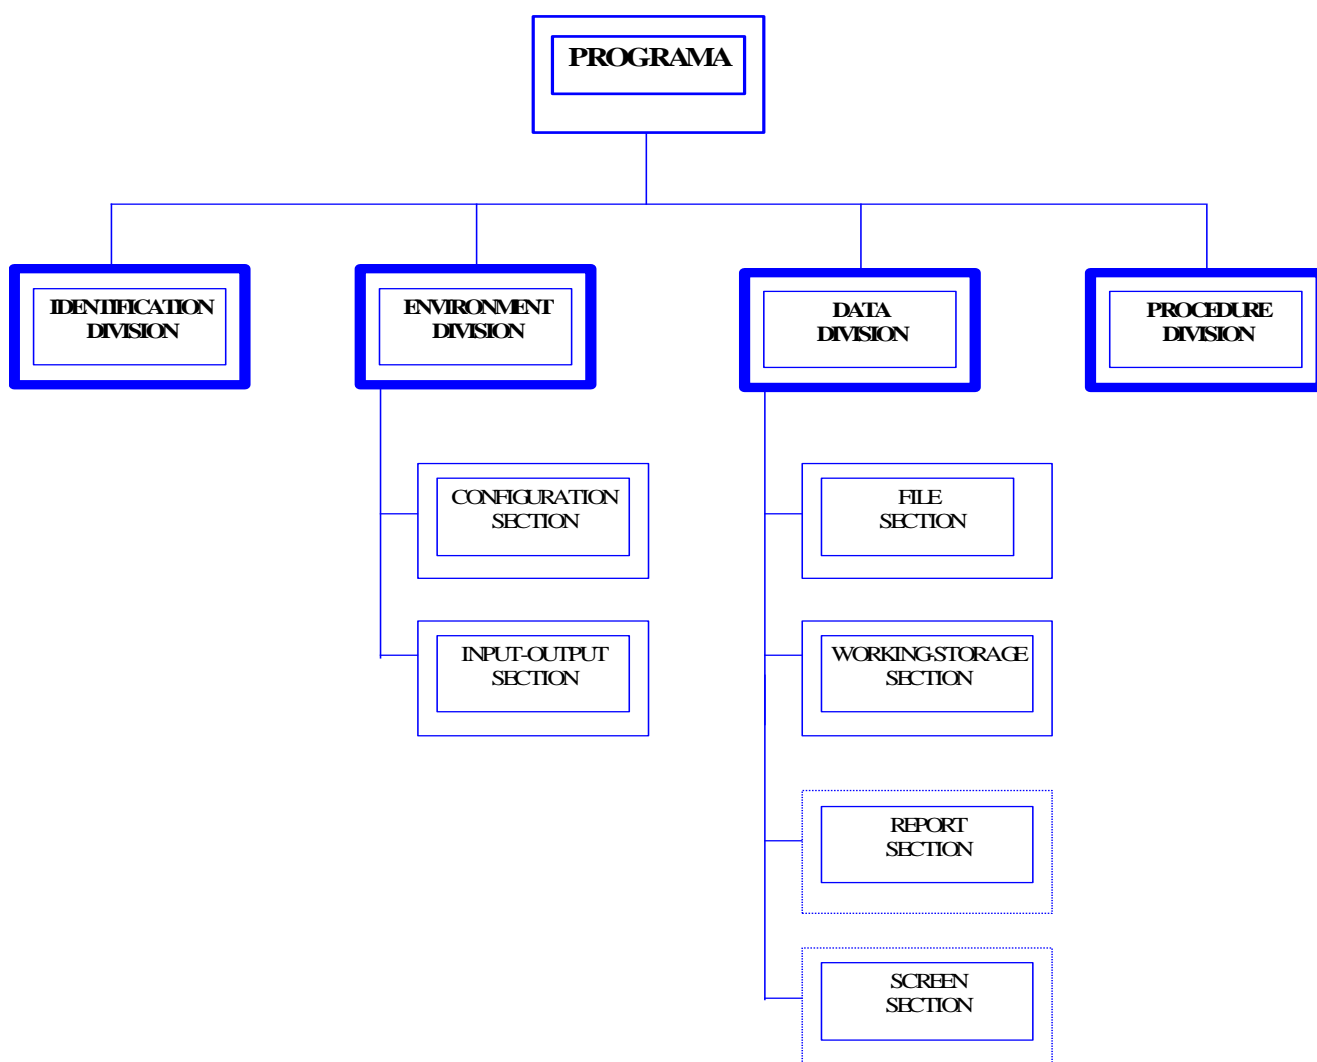 PROGRAMA
IDENTIFICATION
DIVISION
ENVIRONMENT
DIVISION
DATA
DIVISION
PROCEDURE
DIVISION
CONFIGURATION
SECTION
INPUT-OUTPUT
SECTION
FILE
SECTION
WORKING-STORAGE
SECTION
REPORT
SECTION
SCREEN
SECTION